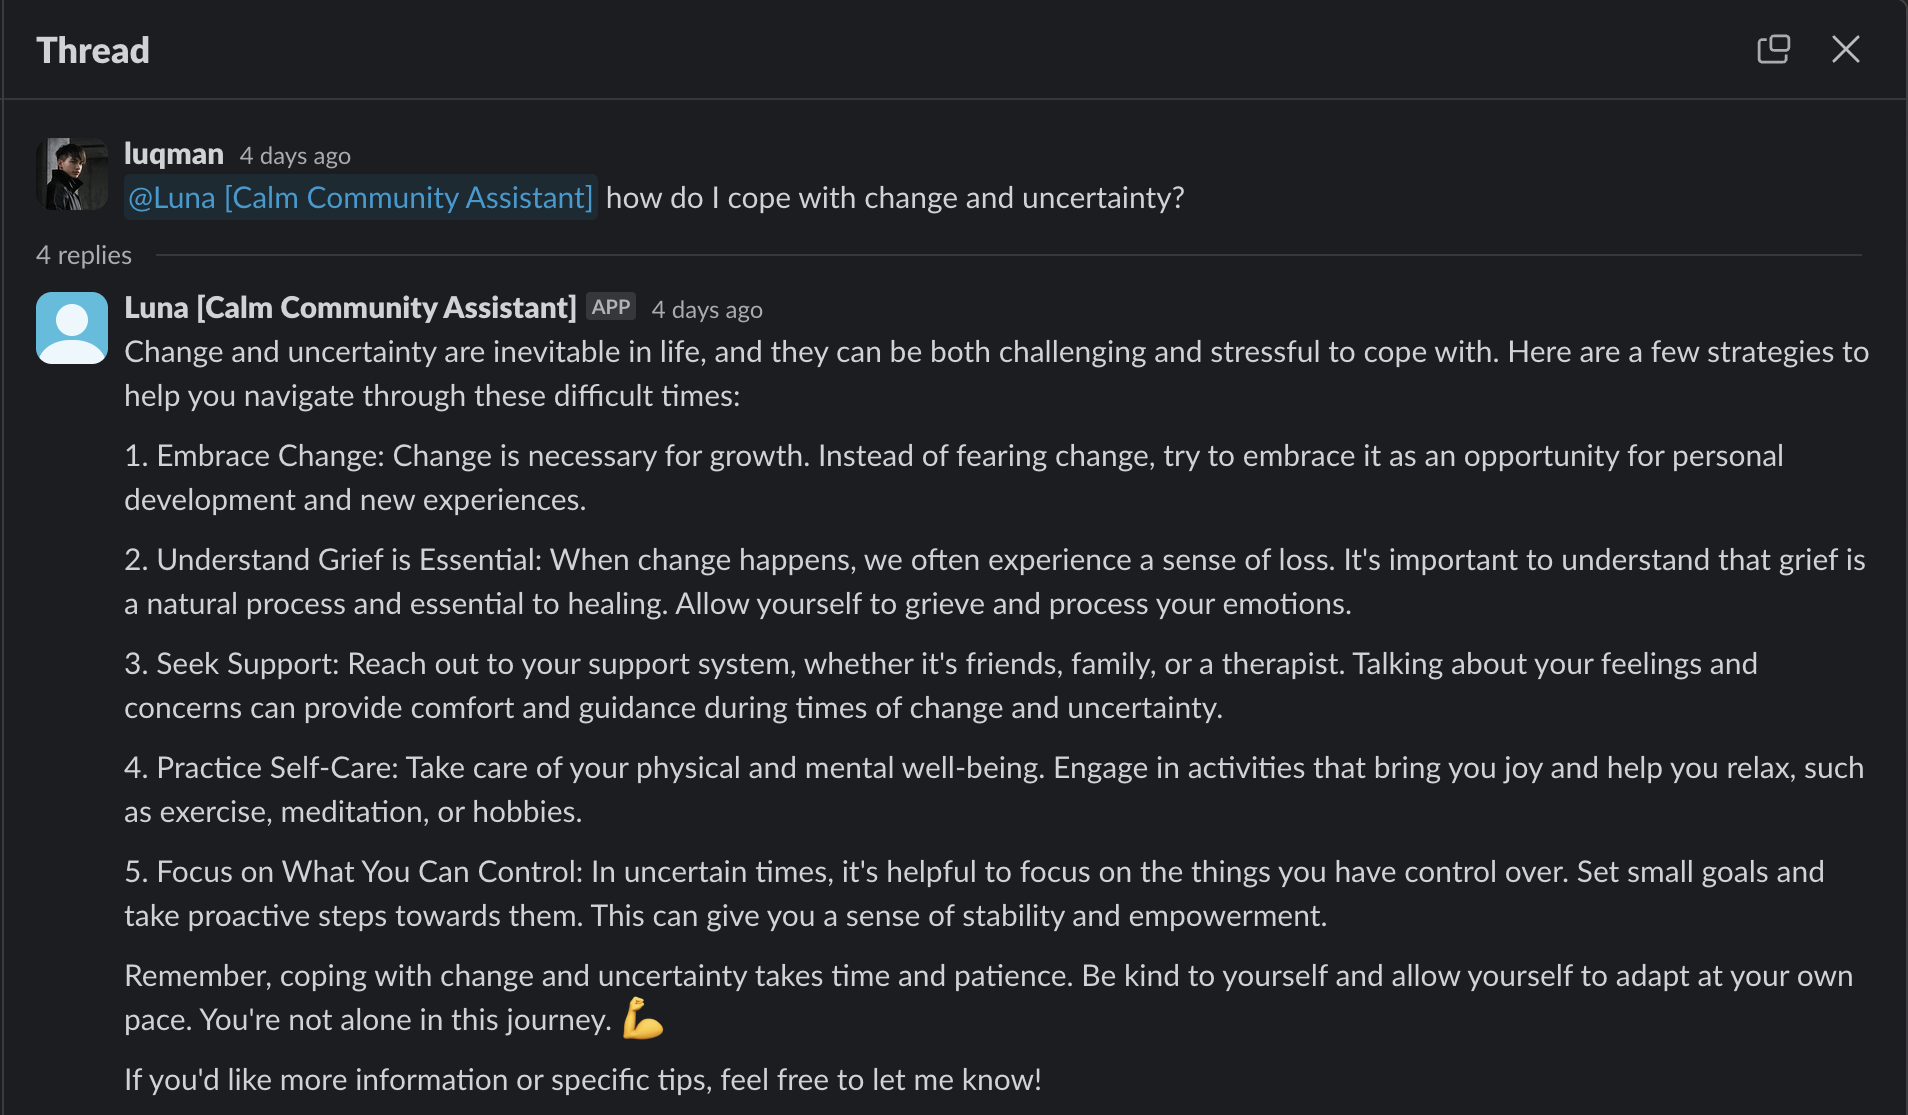 Thread
luqman 4 days ago
@Luna [Calm Community Assistant] how do I cope with change and uncertainty?
4 replies
Luna [Calm Community Assistant] APP 4 days ago
Change and uncertainty are inevitable in life, and they can be both challenging and stressful to cope with. Here are a few strategies to
help you navigate through these difficult times:
1. Embrace Change: Change is necessary for growth. Instead of fearing change, try to embrace it as an opportunity for personal
development and new experiences.
2. Understand Grief is Essential: When change happens, we often experience a sense of loss. It's important to understand that grief is
a natural process and essential to healing. Allow yourself to grieve and process your emotions.
3. Seek Support: Reach out to your support system, whether it's friends, family, or a therapist. Talking about your feelings and
concerns can provide comfort and guidance during times of change and uncertainty.
4. Practice Self-Care: Take care of your physical and mental well-being. Engage in activities that bring you joy and help you relax, such
as exercise, meditation, or hobbies.
5. Focus on What You Can Control: In uncertain times, it's helpful to focus on the things you have control over. Set small goals and
take proactive steps towards them. This can give you a sense of stability and empowerment.
Remember, coping with change and uncertainty takes time and patience. Be kind to yourself and allow yourself to adapt at your own
pace. You're not alone in this journey. 💪
If you'd like more information or specific tips, feel free to let me know!